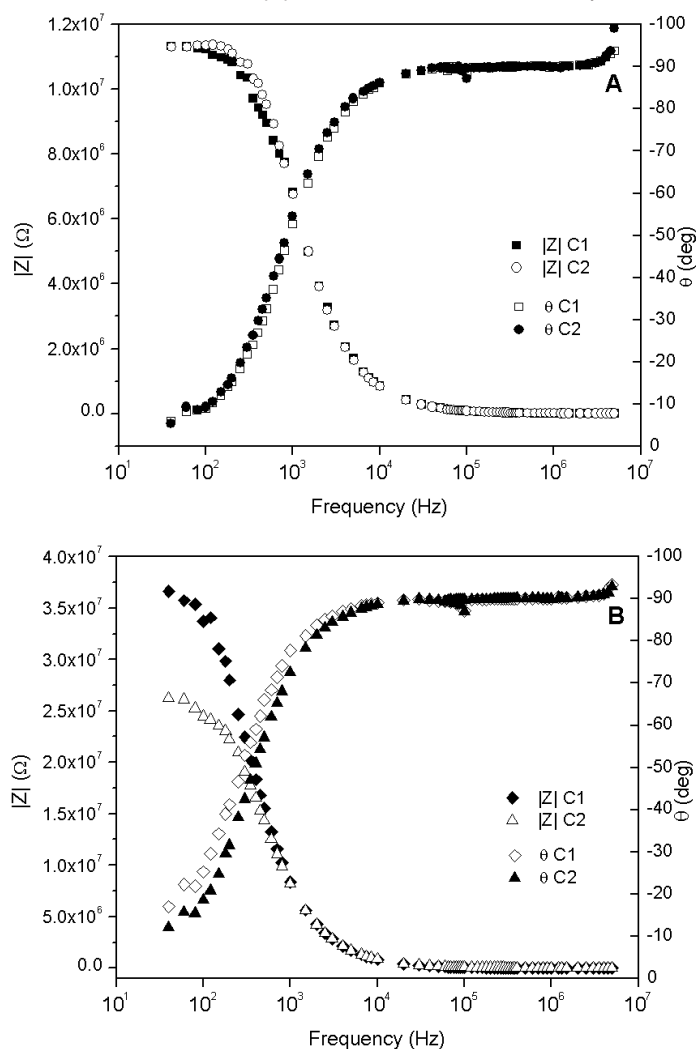 1.2x10⁷
1.0x10⁷
8.0x10⁶
6.0x10⁶
4.0x10⁶
2.0x10⁶
0.0
|Z| (Ω)
-100
-90
-80
-70
-60
-50
-40
-30
-20
-10
0
θ (deg)
A
|Z| C1
|Z| C2
θ C1
θ C2
10¹ 10² 10³ 10⁴ 10⁵ 10⁶ 10⁷
Frequency (Hz)
4.0x10⁷
3.5x10⁷
3.0x10⁷
2.5x10⁷
2.0x10⁷
1.5x10⁷
1.0x10⁷
5.0x10⁶
0.0
|Z| (Ω)
-100
-90
-80
-70
-60
-50
-40
-30
-20
-10
0
θ (deg)
B
|Z| C1
|Z| C2
θ C1
θ C2
10¹ 10² 10³ 10⁴ 10⁵ 10⁶ 10⁷
Frequency (Hz)